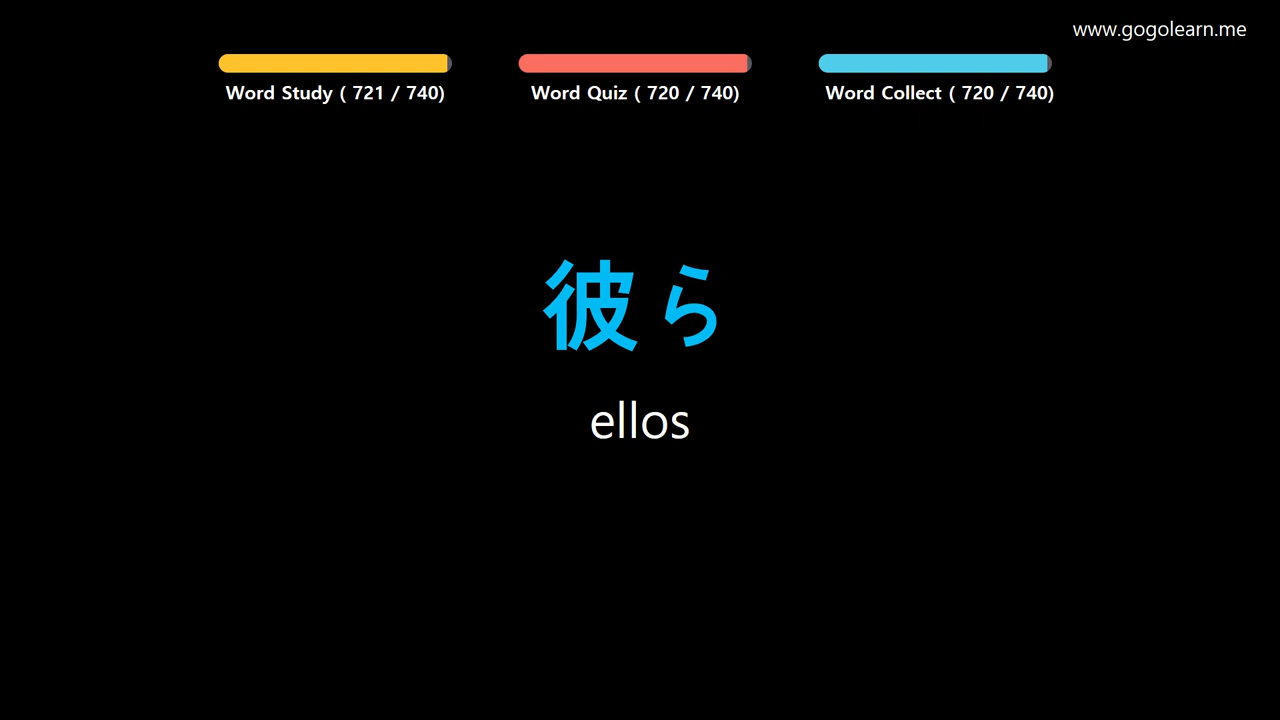 www.gogolearn.me
Word Study ( 721 / 740)
Word Quiz ( 720 / 740)
Word Collect ( 720 / 740)
彼ら
ellos